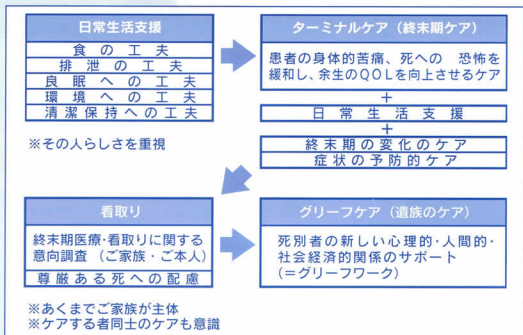 日常生活支援
食の工夫
排泄の工夫
良眠への工夫
環境への工夫
清潔保持への工夫
※その人らしさを重視
ターミナルケア（終末期ケア）
患者の身体的苦痛、死への 恐怖を
緩和し、余生のQOLを向上させるケア
＋
日常生活支援
＋
終末期の変化のケア
症状の予防的ケア
看取り
終末期医療・看取りに関する
意向調査 （ご家族・ご本人）
尊厳ある死への配慮
※あくまでご家族が主体
※ケアする者同士のケアも意識
グリーフケア（遺族のケア）
死別者の新しい心理的・人間的・
社会経済的関係のサポート
（＝グリーフワーク）